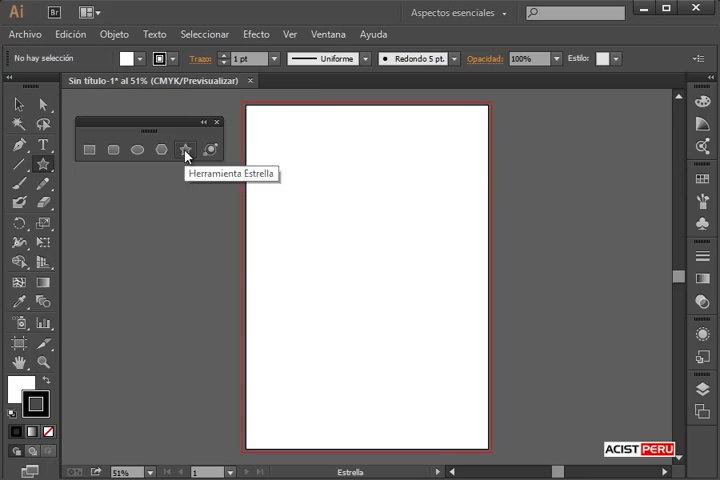 Ai Br Aspectos esenciales
Archivo Edición Objeto Texto Seleccionar Efecto Ver Ventana Ayuda
No hay selección Trazo: 1 pt Uniforme Redondo 5 pt. Opacidad: 100% Estilo:
Sin título-1* al 51% (CMYK/Previsualizar)
Herramienta Estrella
ACIST PERU
51% 1 Estrella